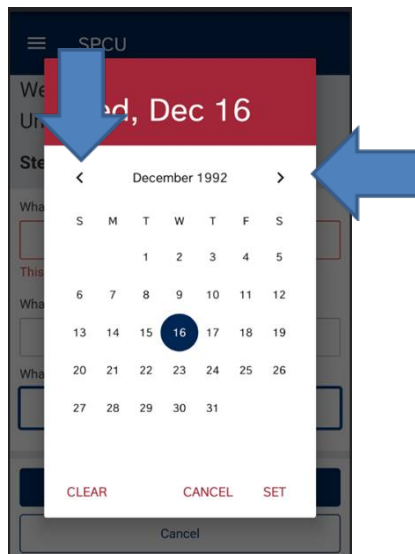 SPCU
We
Un
ed, Dec 16
Ste
December 1992
S M T W T F S
1 2 3 4 5
6 7 8 9 10 11 12
13 14 15 16 17 18 19
20 21 22 23 24 25 26
27 28 29 30 31
Wha
This
Wha
Wha
CLEAR CANCEL SET
Cancel